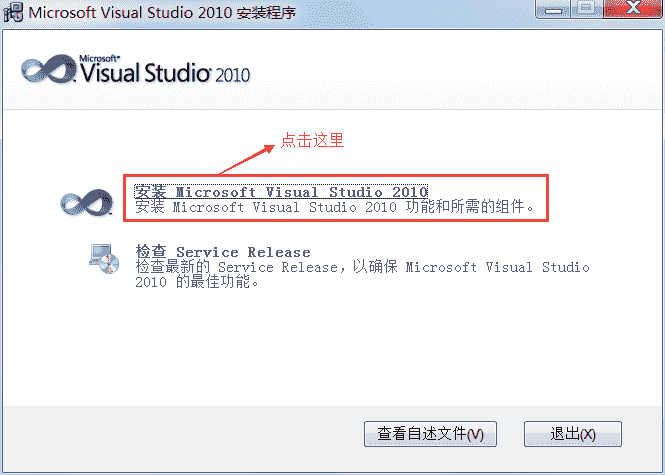 Microsoft Visual Studio 2010 安装程序
Microsoft®
Visual Studio® 2010
点击这里
安装 Microsoft Visual Studio 2010
安装 Microsoft Visual Studio 2010 功能和所需的组件。
检查 Service Release
检查最新的 Service Release，以确保 Microsoft Visual Studio
2010 的最佳功能。
查看自述文件(V)
退出(X)